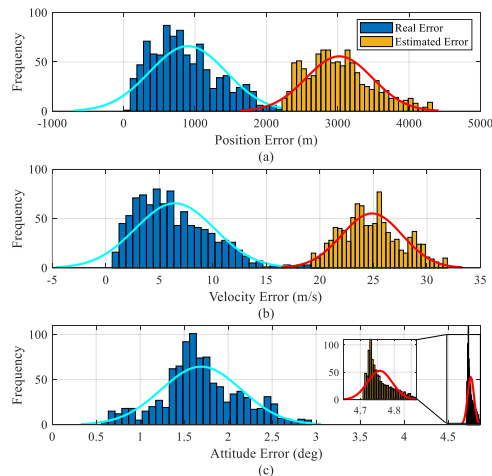 100
Real Error
Estimated Error
50
0
Frequency
-1000 0 1000 2000 3000 4000 5000
Position Error (m)
(a)
100
50
0
Frequency
-5 0 5 10 15 20 25 30 35
Velocity Error (m/s)
(b)
100
50
0
Frequency
100
50
0
4.7 4.8
0 0.5 1 1.5 2 2.5 3 3.5 4 4.5
Attitude Error (deg)
(c)